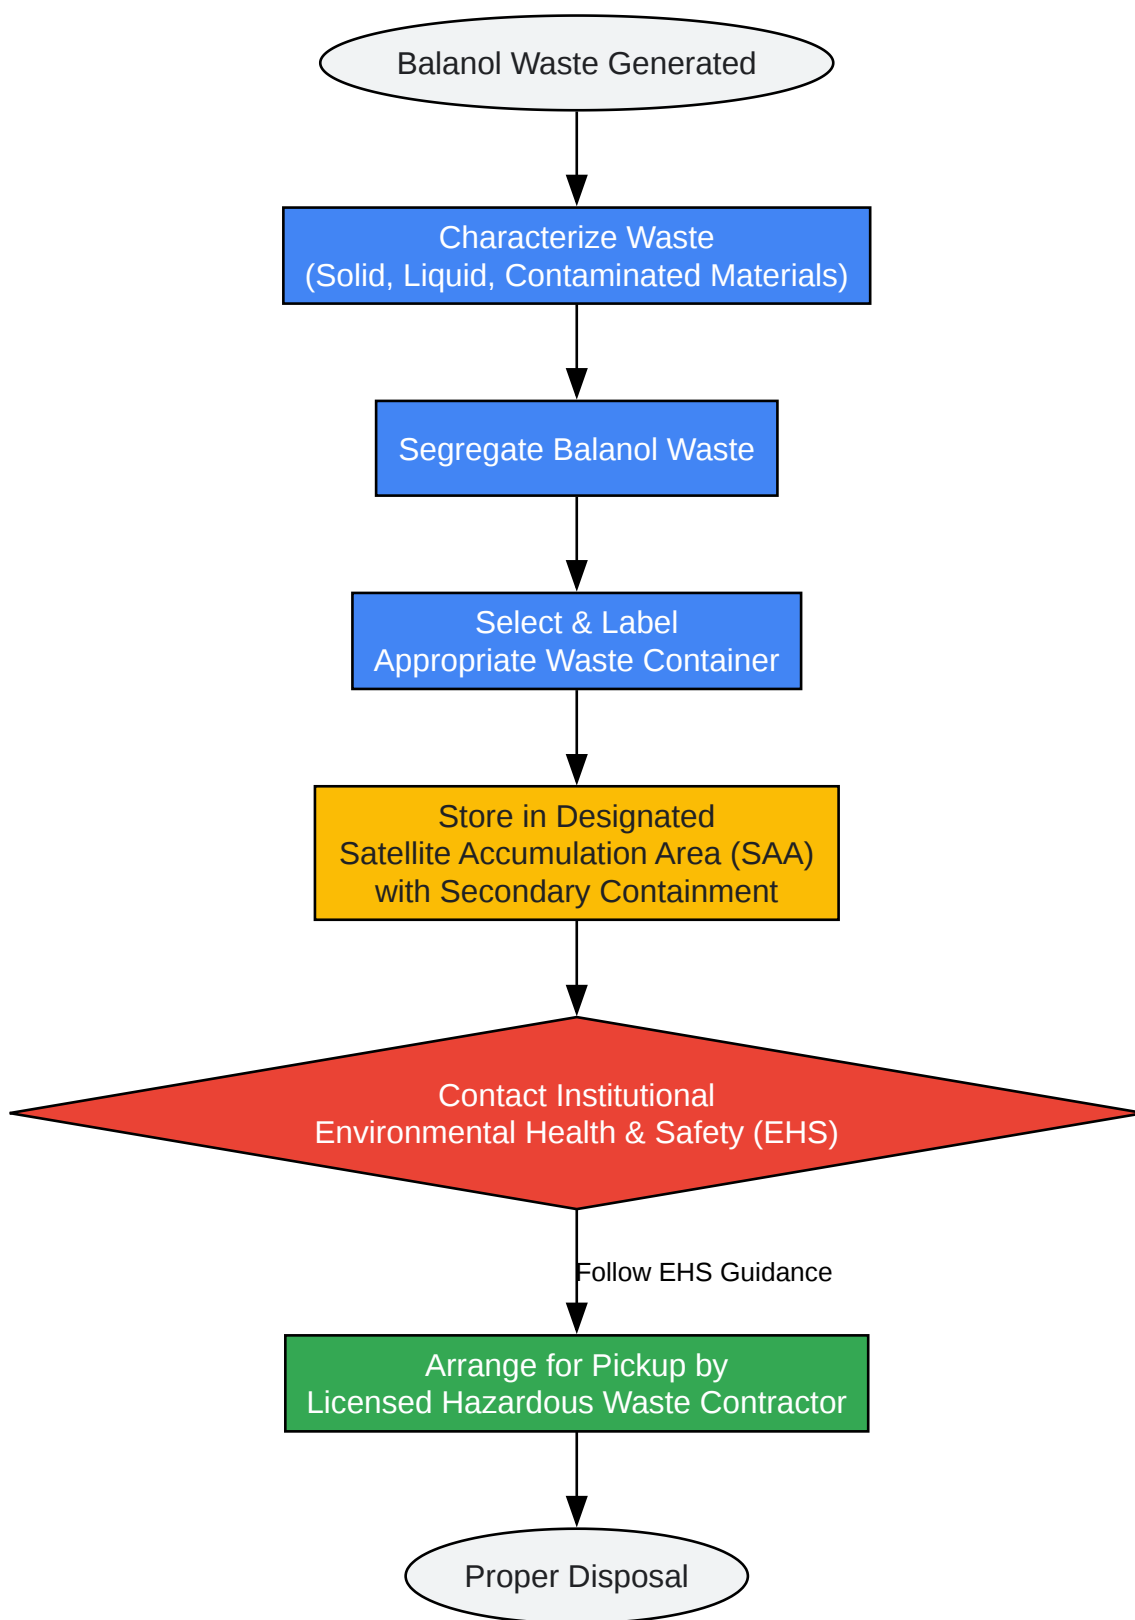 Balanol Waste Generated
Characterize Waste
(Solid, Liquid, Contaminated Materials)
Segregate Balanol Waste
Select & Label
Appropriate Waste Container
Store in Designated
Satellite Accumulation Area (SAA)
with Secondary Containment
Contact Institutional
Environmental Health & Safety (EHS)
Follow EHS Guidance
Arrange for Pickup by
Licensed Hazardous Waste Contractor
Proper Disposal